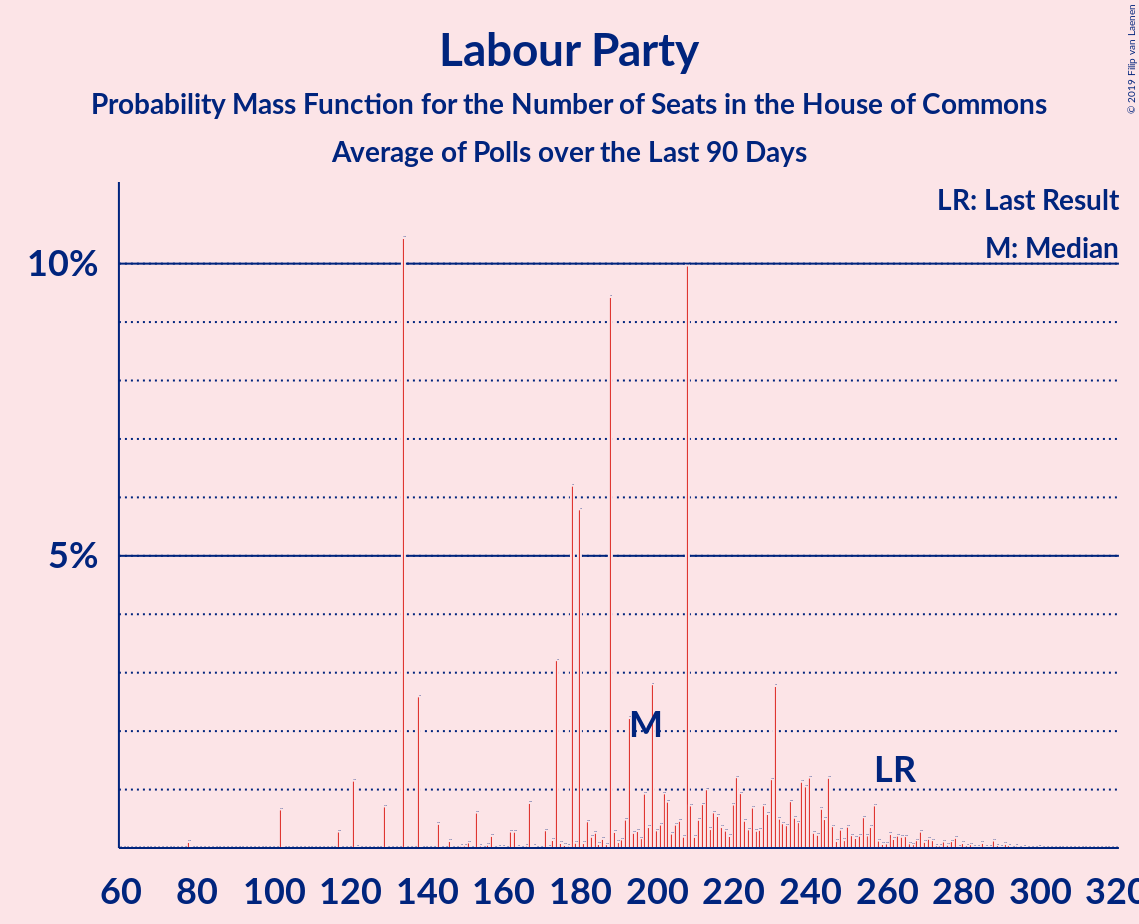 Labour Party
Probability Mass Function for the Number of Seats in the House of Commons
Average of Polls over the Last 90 Days
© 2019 Filip van Laenen
LR: Last Result
M: Median
10%
5%
M
LR
60 80 100 120 140 160 180 200 220 240 260 280 300 320